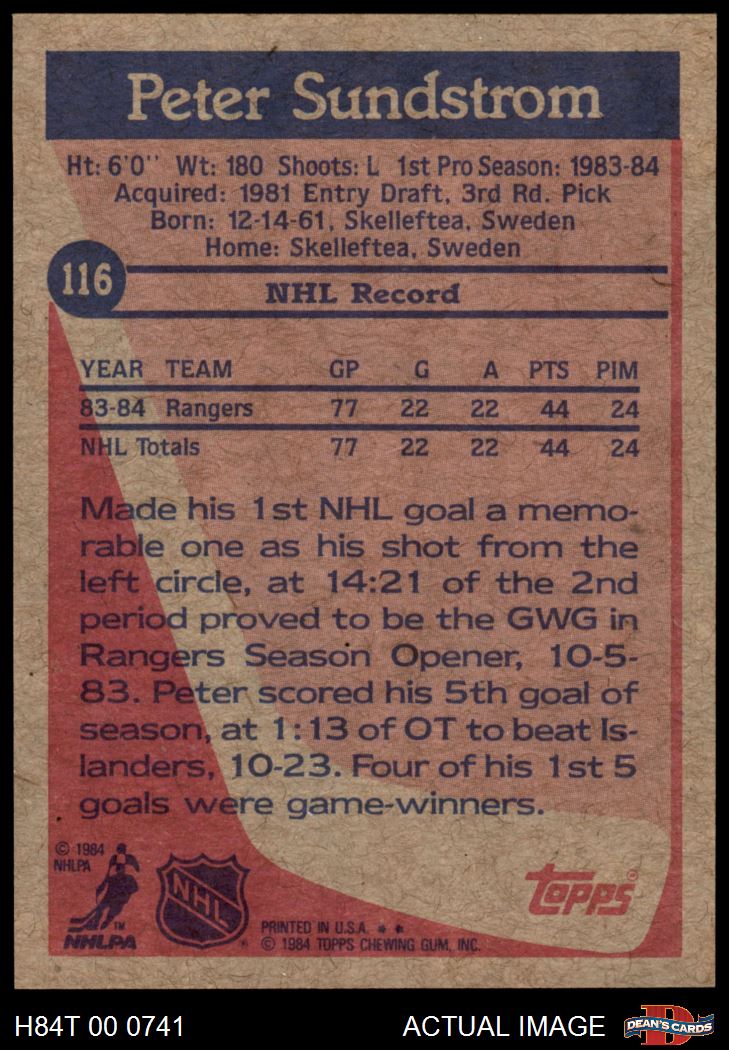 Peter Sundstrom
Ht: 6'0'' Wt: 180 Shoots: L 1st Pro Season: 1983-84
Acquired: 1981 Entry Draft, 3rd Rd. Pick
Born: 12-14-61, Skelleftea, Sweden
Home: Skelleftea, Sweden
116
NHL Record
YEAR TEAM GP G A PTS PIM
83-84 Rangers 77 22 22 44 24
NHL Totals 77 22 22 44 24
Made his 1st NHL goal a memo-
rable one as his shot from the
left circle, at 14:21 of the 2nd
period proved to be the GWG in
Rangers Season Opener, 10-5-
83. Peter scored his 5th goal of
season, at 1:13 of OT to beat Is-
landers, 10-23. Four of his 1st 5
goals were game-winners.
© 1984
NHLPA
TM
NHLPA
NHL
Topps®
PRINTED IN U.S.A. * *
© 1984 TOPPS CHEWING GUM, INC.
H84T 00 0741 ACTUAL IMAGE
D
DEAN'S CARDS